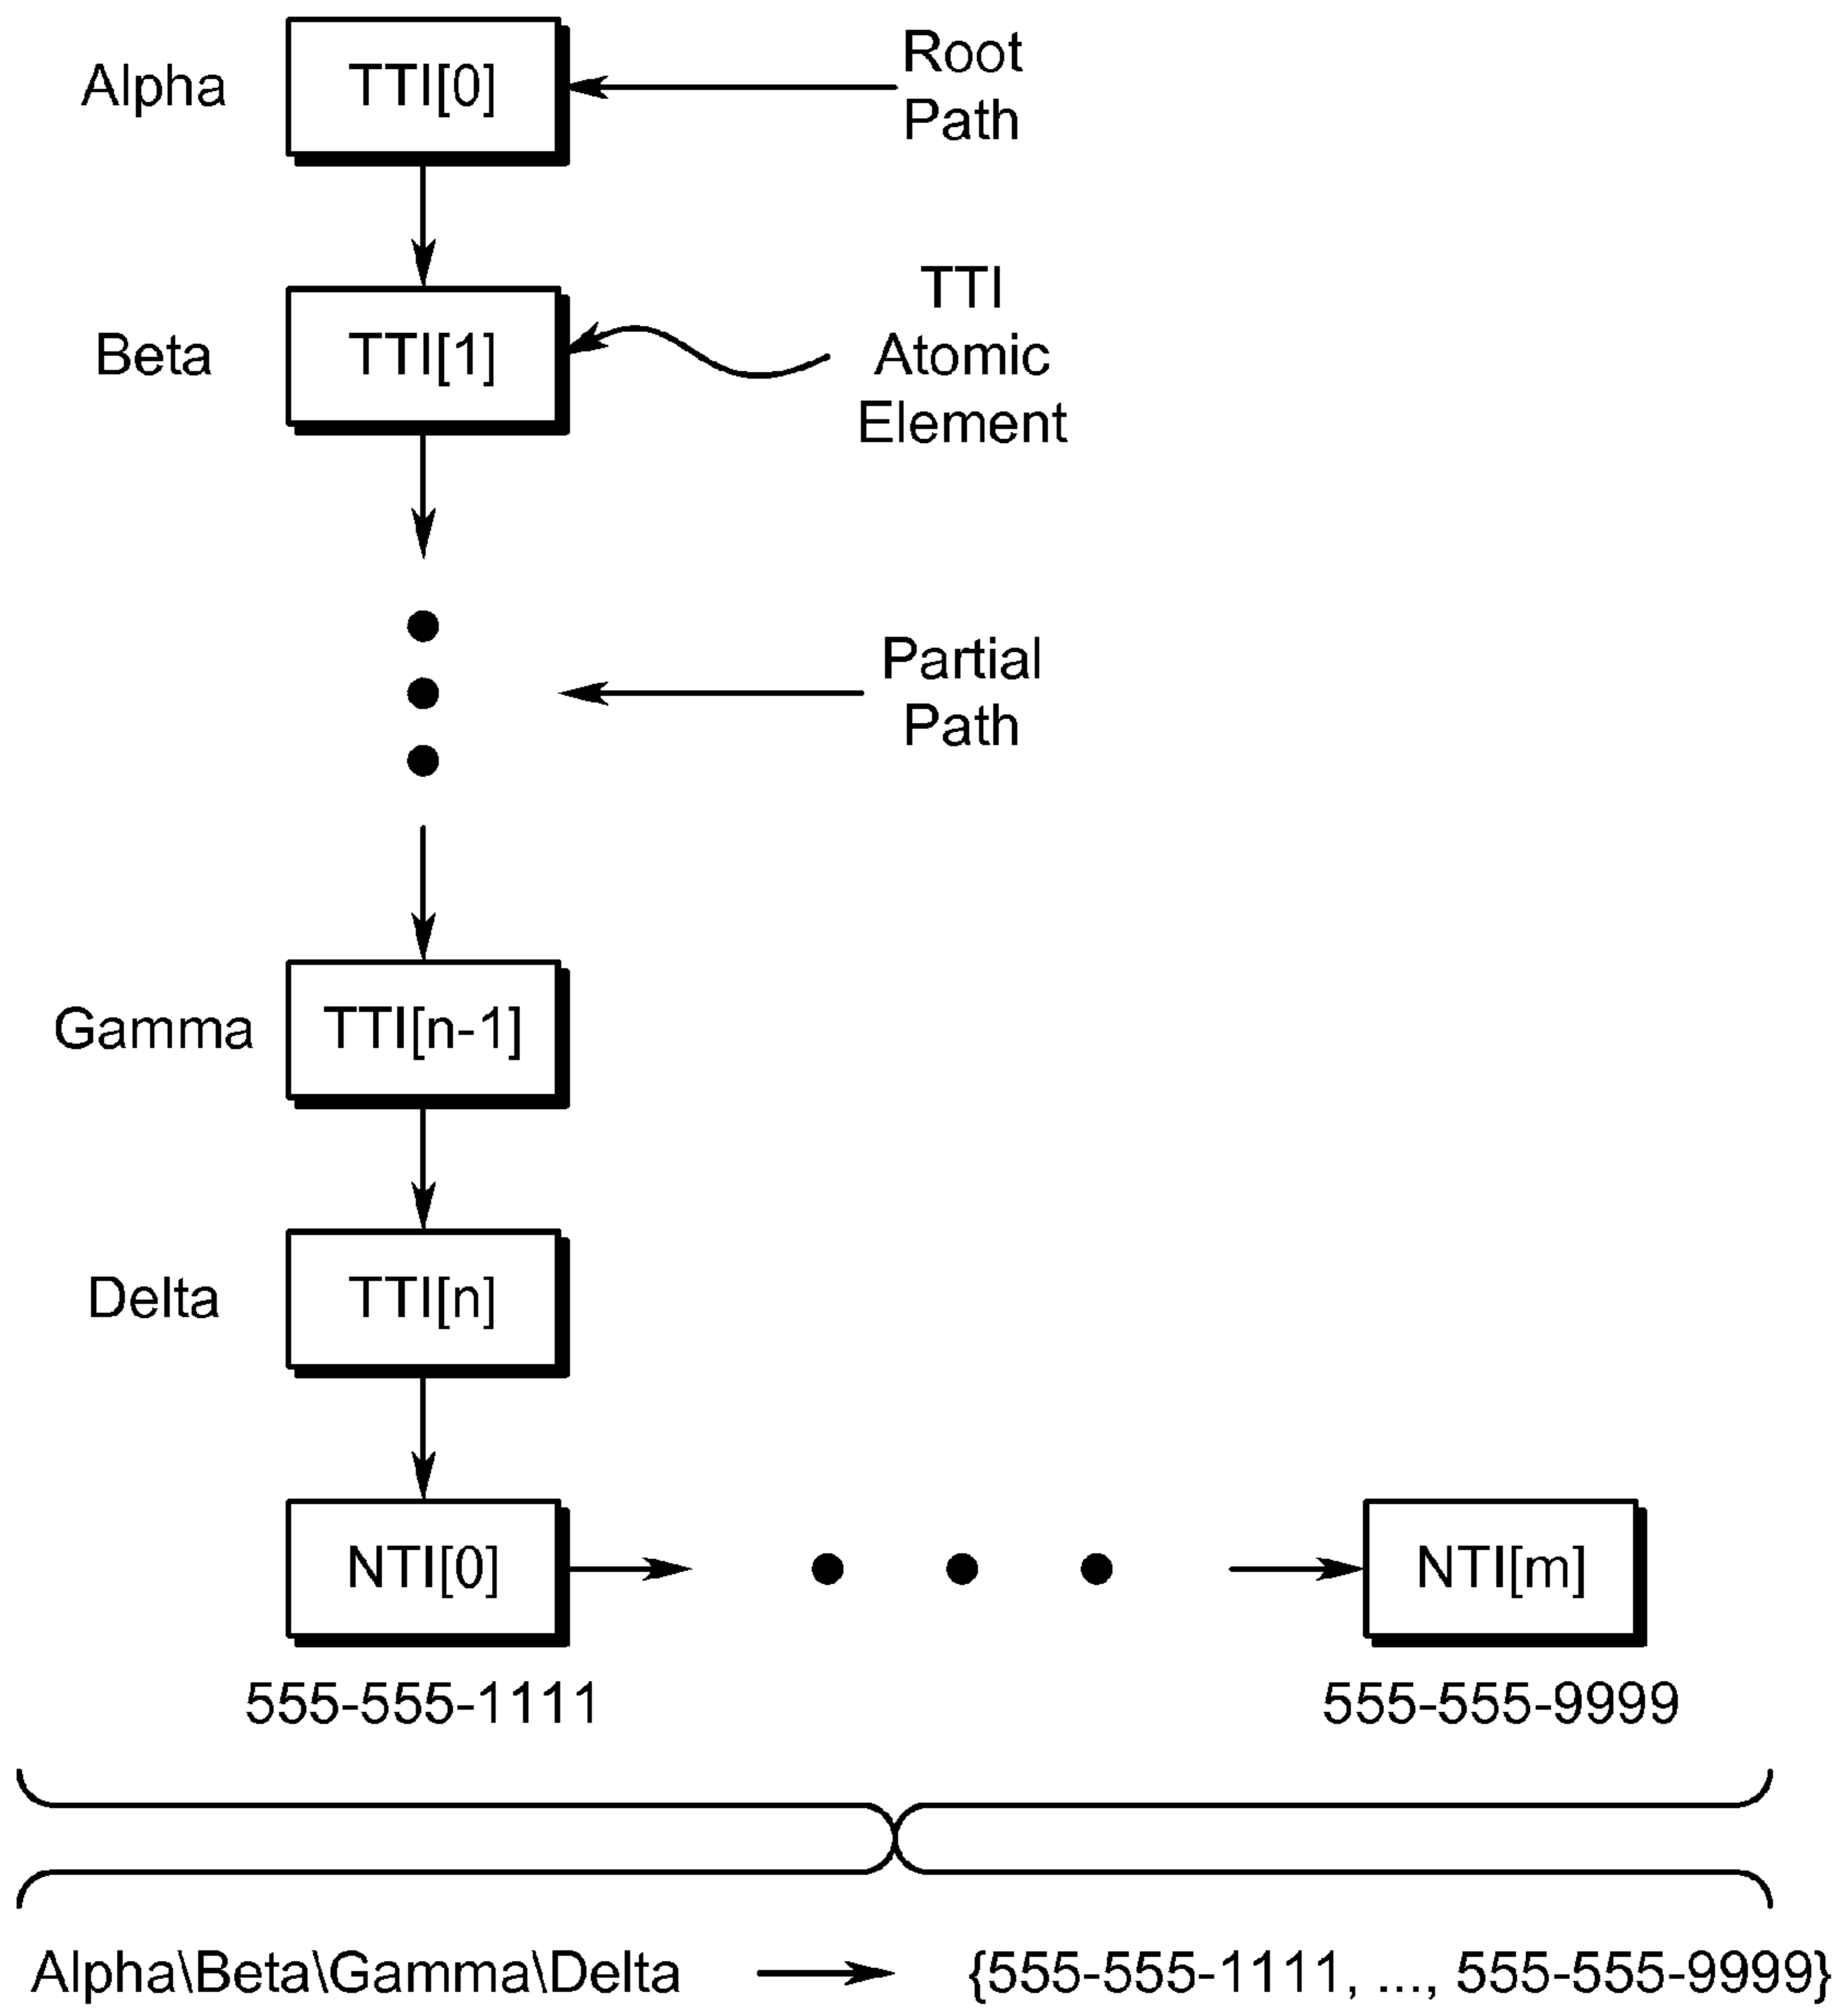 Alpha
TTI[0]
Root
Path
Beta
TTI[1]
TTI
Atomic
Element
Partial
Path
Gamma
TTI[n-1]
Delta
TTI[n]
NTI[0]
NTI[m]
555-555-1111
555-555-9999
Alpha\Beta\Gamma\Delta
{555-555-1111, ..., 555-555-9999}